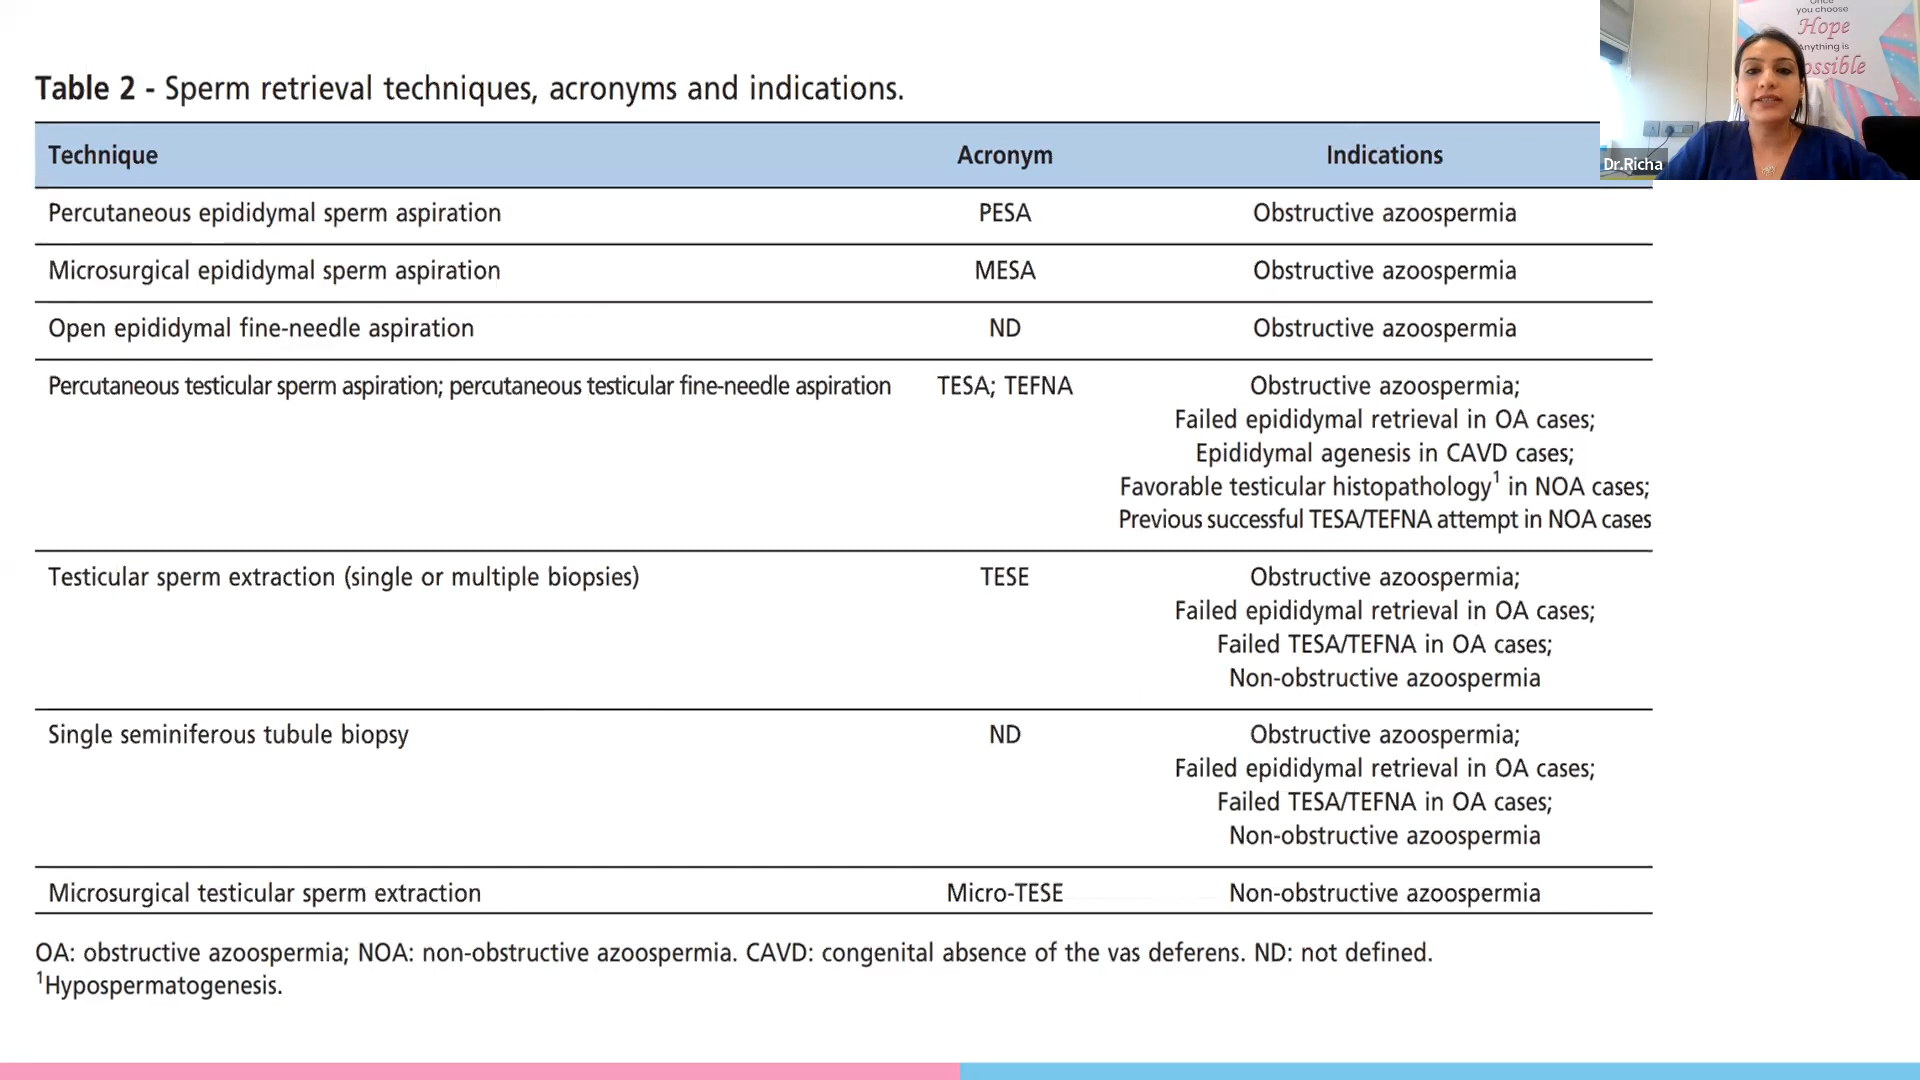 Table 2 - Sperm retrieval techniques, acronyms and indications.
Technique Acronym Indications
Percutaneous epididymal sperm aspiration PESA Obstructive azoospermia
Microsurgical epididymal sperm aspiration MESA Obstructive azoospermia
Open epididymal fine-needle aspiration ND Obstructive azoospermia
Percutaneous testicular sperm aspiration; percutaneous testicular fine-needle aspiration TESA; TEFNA Obstructive azoospermia;
Failed epididymal retrieval in OA cases;
Epididymal agenesis in CAVD cases;
Favorable testicular histopathology¹ in NOA cases;
Previous successful TESA/TEFNA attempt in NOA cases
Testicular sperm extraction (single or multiple biopsies) TESE Obstructive azoospermia;
Failed epididymal retrieval in OA cases;
Failed TESA/TEFNA in OA cases;
Non-obstructive azoospermia
Single seminiferous tubule biopsy ND Obstructive azoospermia;
Failed epididymal retrieval in OA cases;
Failed TESA/TEFNA in OA cases;
Non-obstructive azoospermia
Microsurgical testicular sperm extraction Micro-TESE Non-obstructive azoospermia
OA: obstructive azoospermia; NOA: non-obstructive azoospermia. CAVD: congenital absence of the vas deferens. ND: not defined.
¹Hypospermatogenesis.
Once
you choose
Hope
Anything is
Dr.Richa